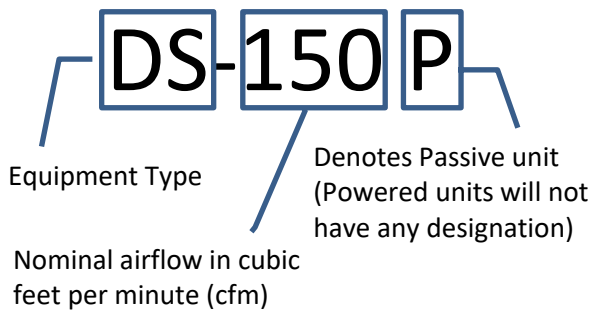 DS-150 P
Equipment Type
Denotes Passive unit
(Powered units will not
have any designation)
Nominal airflow in cubic
feet per minute (cfm)